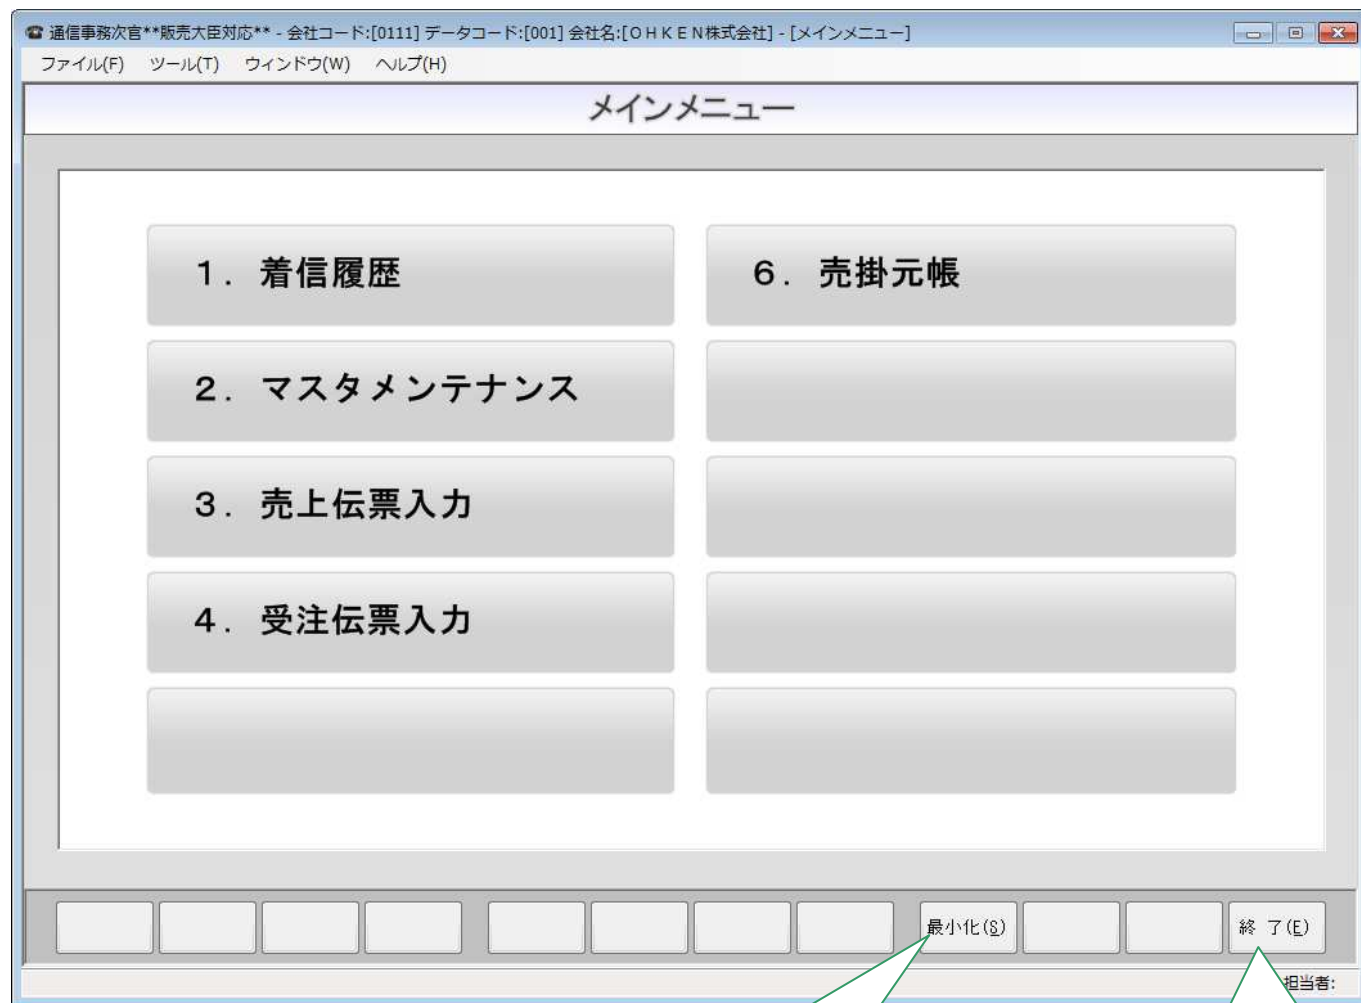 通信事務次官**販売大臣対応** - 会社コード:[0111] データコード:[001] 会社名:[ＯＨＫＥＮ株式会社] - [メインメニュー]
ファイル(F) ツール(T) ウィンドウ(W) ヘルプ(H)
メインメニュー
１．着信履歴
２．マスタメンテナンス
３．売上伝票入力
４．受注伝票入力
６．売掛元帳
最小化(S)
終 了(E)
担当者: